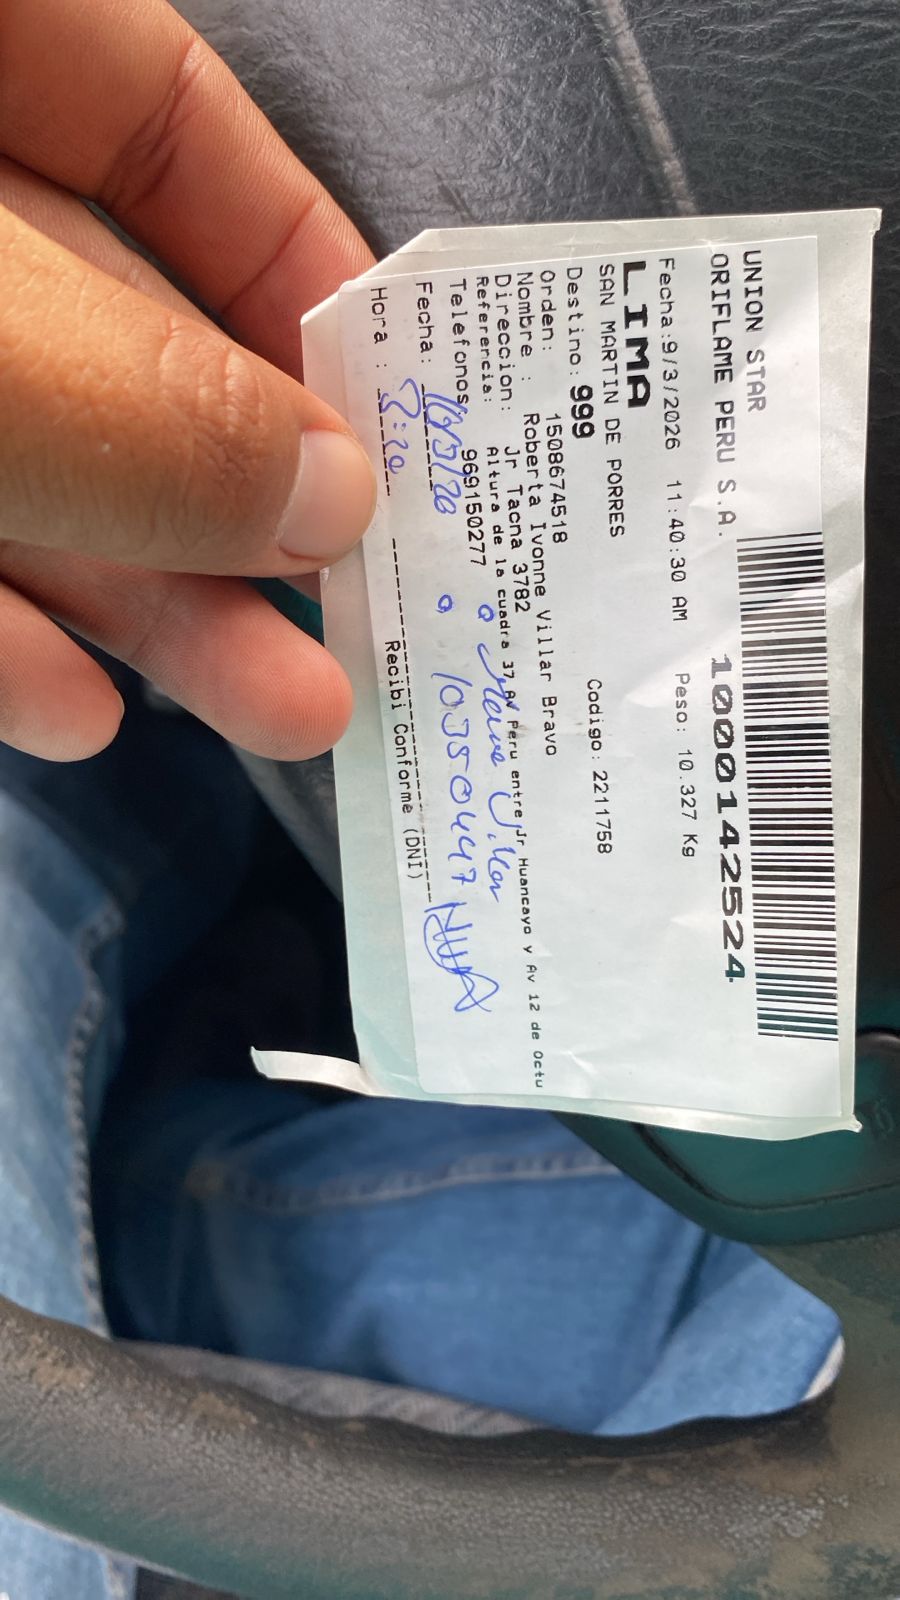 UNION STAR
ORIFLAME PERU S.A. 1000142524
Fecha:9/3/2026 11:40:30 AM Peso: 10.327 Kg
LIMA
SAN MARTIN DE PORRES
Destino: 999 Codigo: 2211758
Orden: 1508674518
Nombre : Roberta Ivonne Villar Bravo
Direccion: Jr Tacna 3782
Referencia: Altura de la cuadra 37 Av Peru entre Jr Huancayo y Av 12 de Octu
Telefonos: 969150277
Villar
Fecha: 10350447
Hora :
Recibi Conforme (DNI)